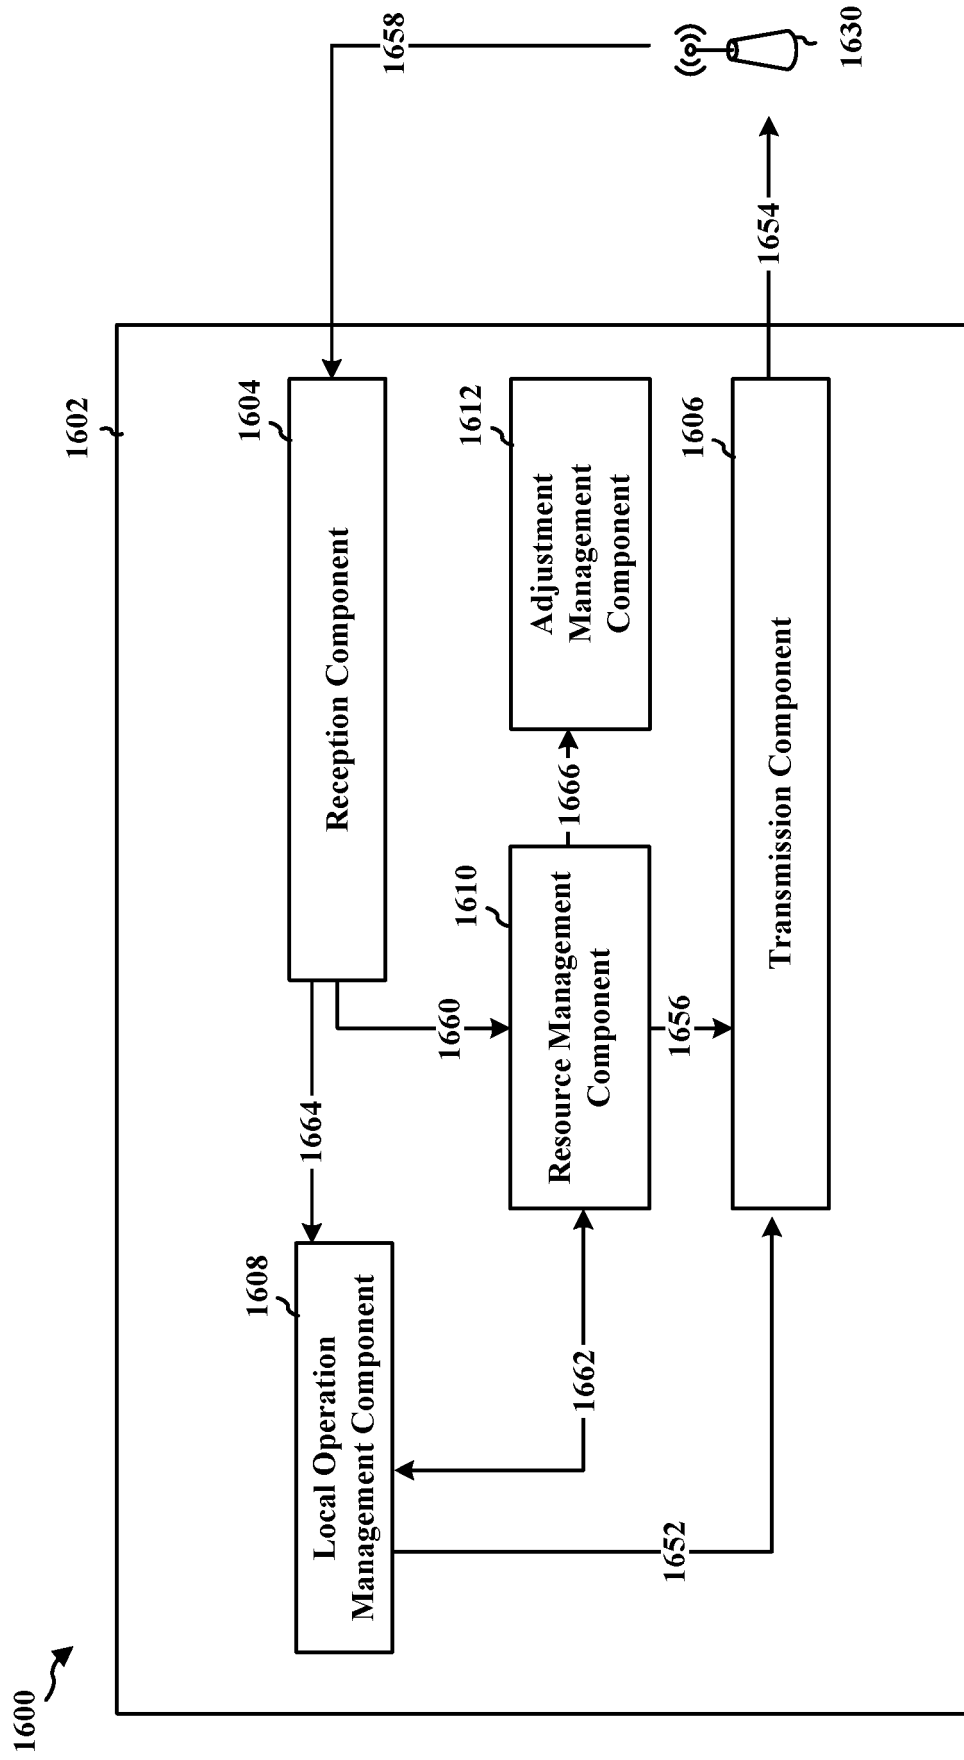 1600
1602
1608
Local Operation
Management Component
1664
1604
Reception Component
1658
1660
1662
1610
Resource Management
Component
1666
1612
Adjustment
Management
Component
1652
1656
1606
Transmission Component
1654
1630